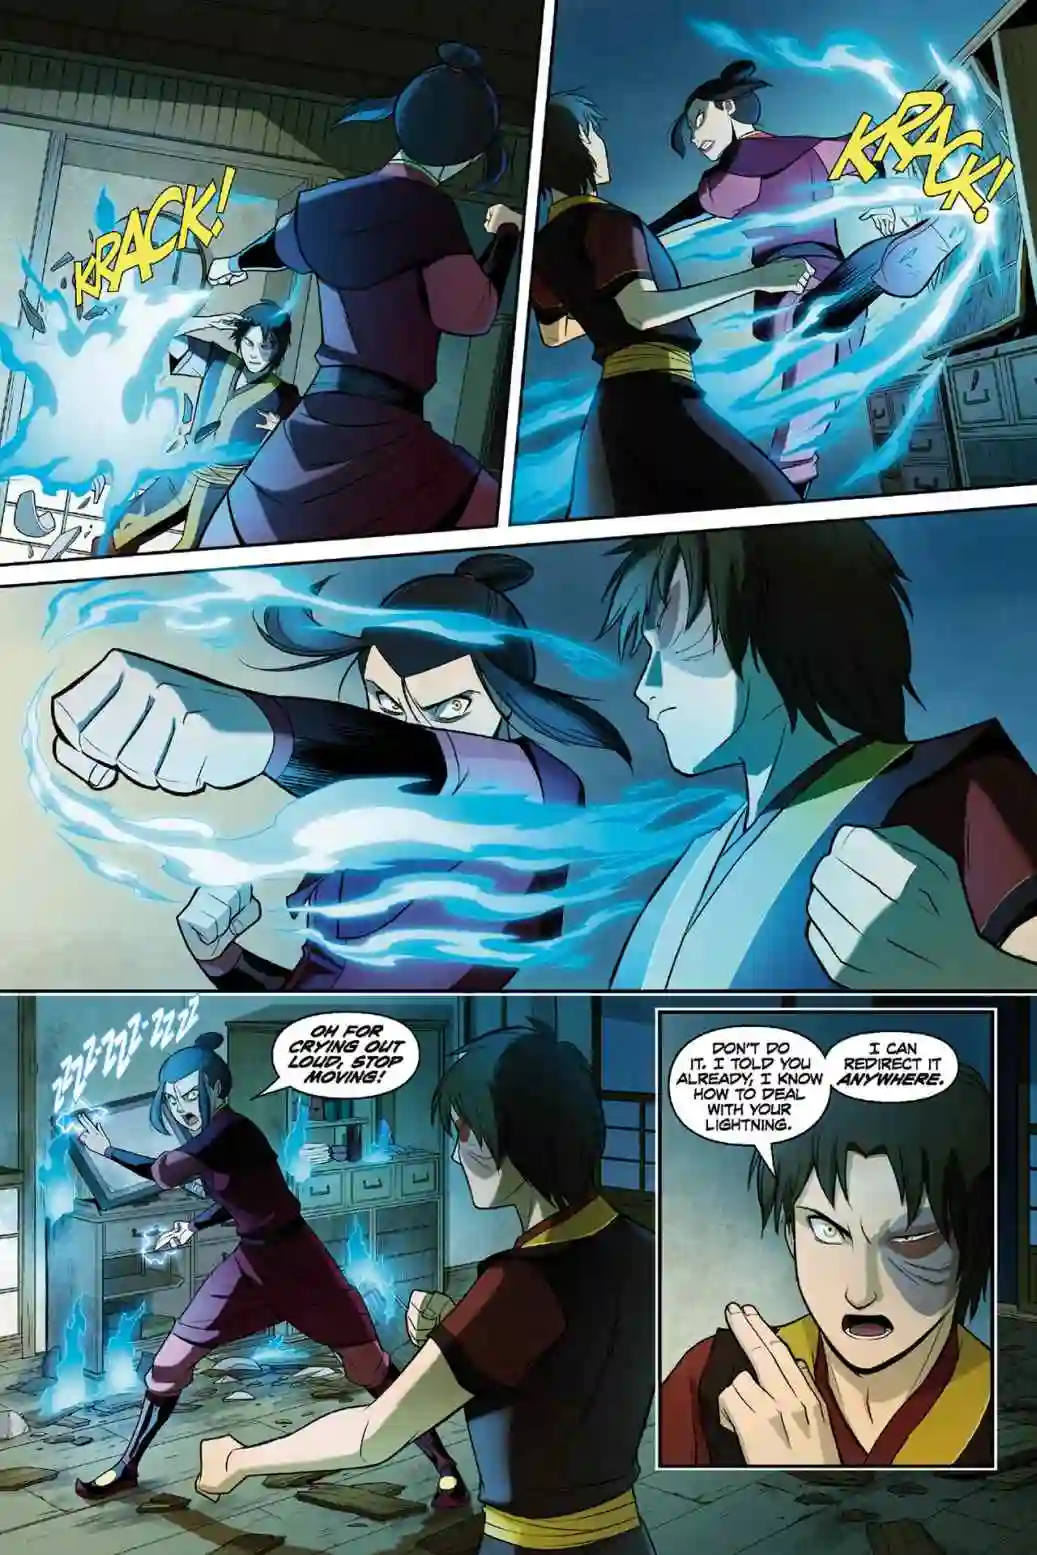 KRACK!
KRACK!
ZZZ-ZZZ-ZZZZ
OH FOR
CRYING OUT
LOUD, STOP
MOVING!
DON'T DO
IT. I TOLD YOU
ALREADY, I KNOW
HOW TO DEAL
WITH YOUR
LIGHTNING.
I CAN
REDIRECT IT
ANYWHERE.